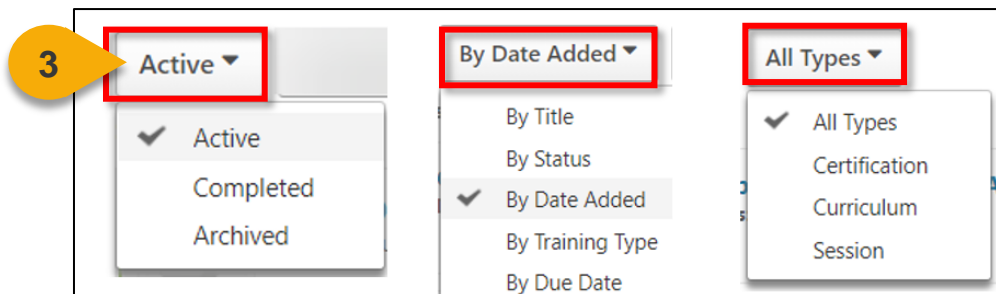 3
Active
Active
Completed
Archived
By Date Added
By Title
By Status
By Date Added
By Training Type
By Due Date
All Types
All Types
Certification
Curriculum
Session